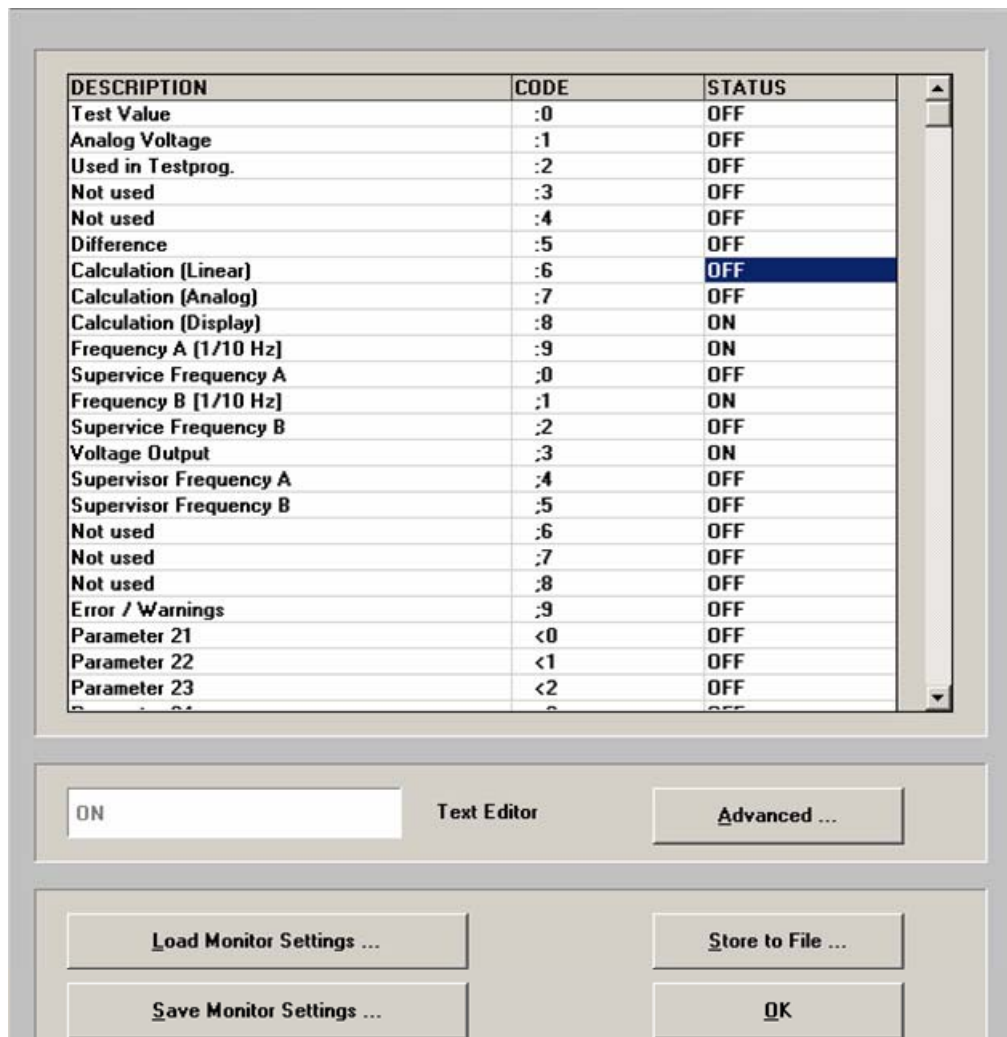 DESCRIPTION CODE STATUS
Test Value :0 OFF
Analog Voltage :1 OFF
Used in Testprog. :2 OFF
Not used :3 OFF
Not used :4 OFF
Difference :5 OFF
Calculation (Linear) :6 OFF
Calculation (Analog) :7 OFF
Calculation (Display) :8 ON
Frequency A [1/10 Hz] :9 ON
Supervice Frequency A ;0 OFF
Frequency B [1/10 Hz] ;1 ON
Supervice Frequency B ;2 OFF
Voltage Output ;3 ON
Supervisor Frequency A ;4 OFF
Supervisor Frequency B ;5 OFF
Not used ;6 OFF
Not used ;7 OFF
Not used ;8 OFF
Error / Warnings ;9 OFF
Parameter 21 <0 OFF
Parameter 22 <1 OFF
Parameter 23 <2 OFF
ON Text Editor Advanced ...
Load Monitor Settings ... Store to File ...
Save Monitor Settings ... OK